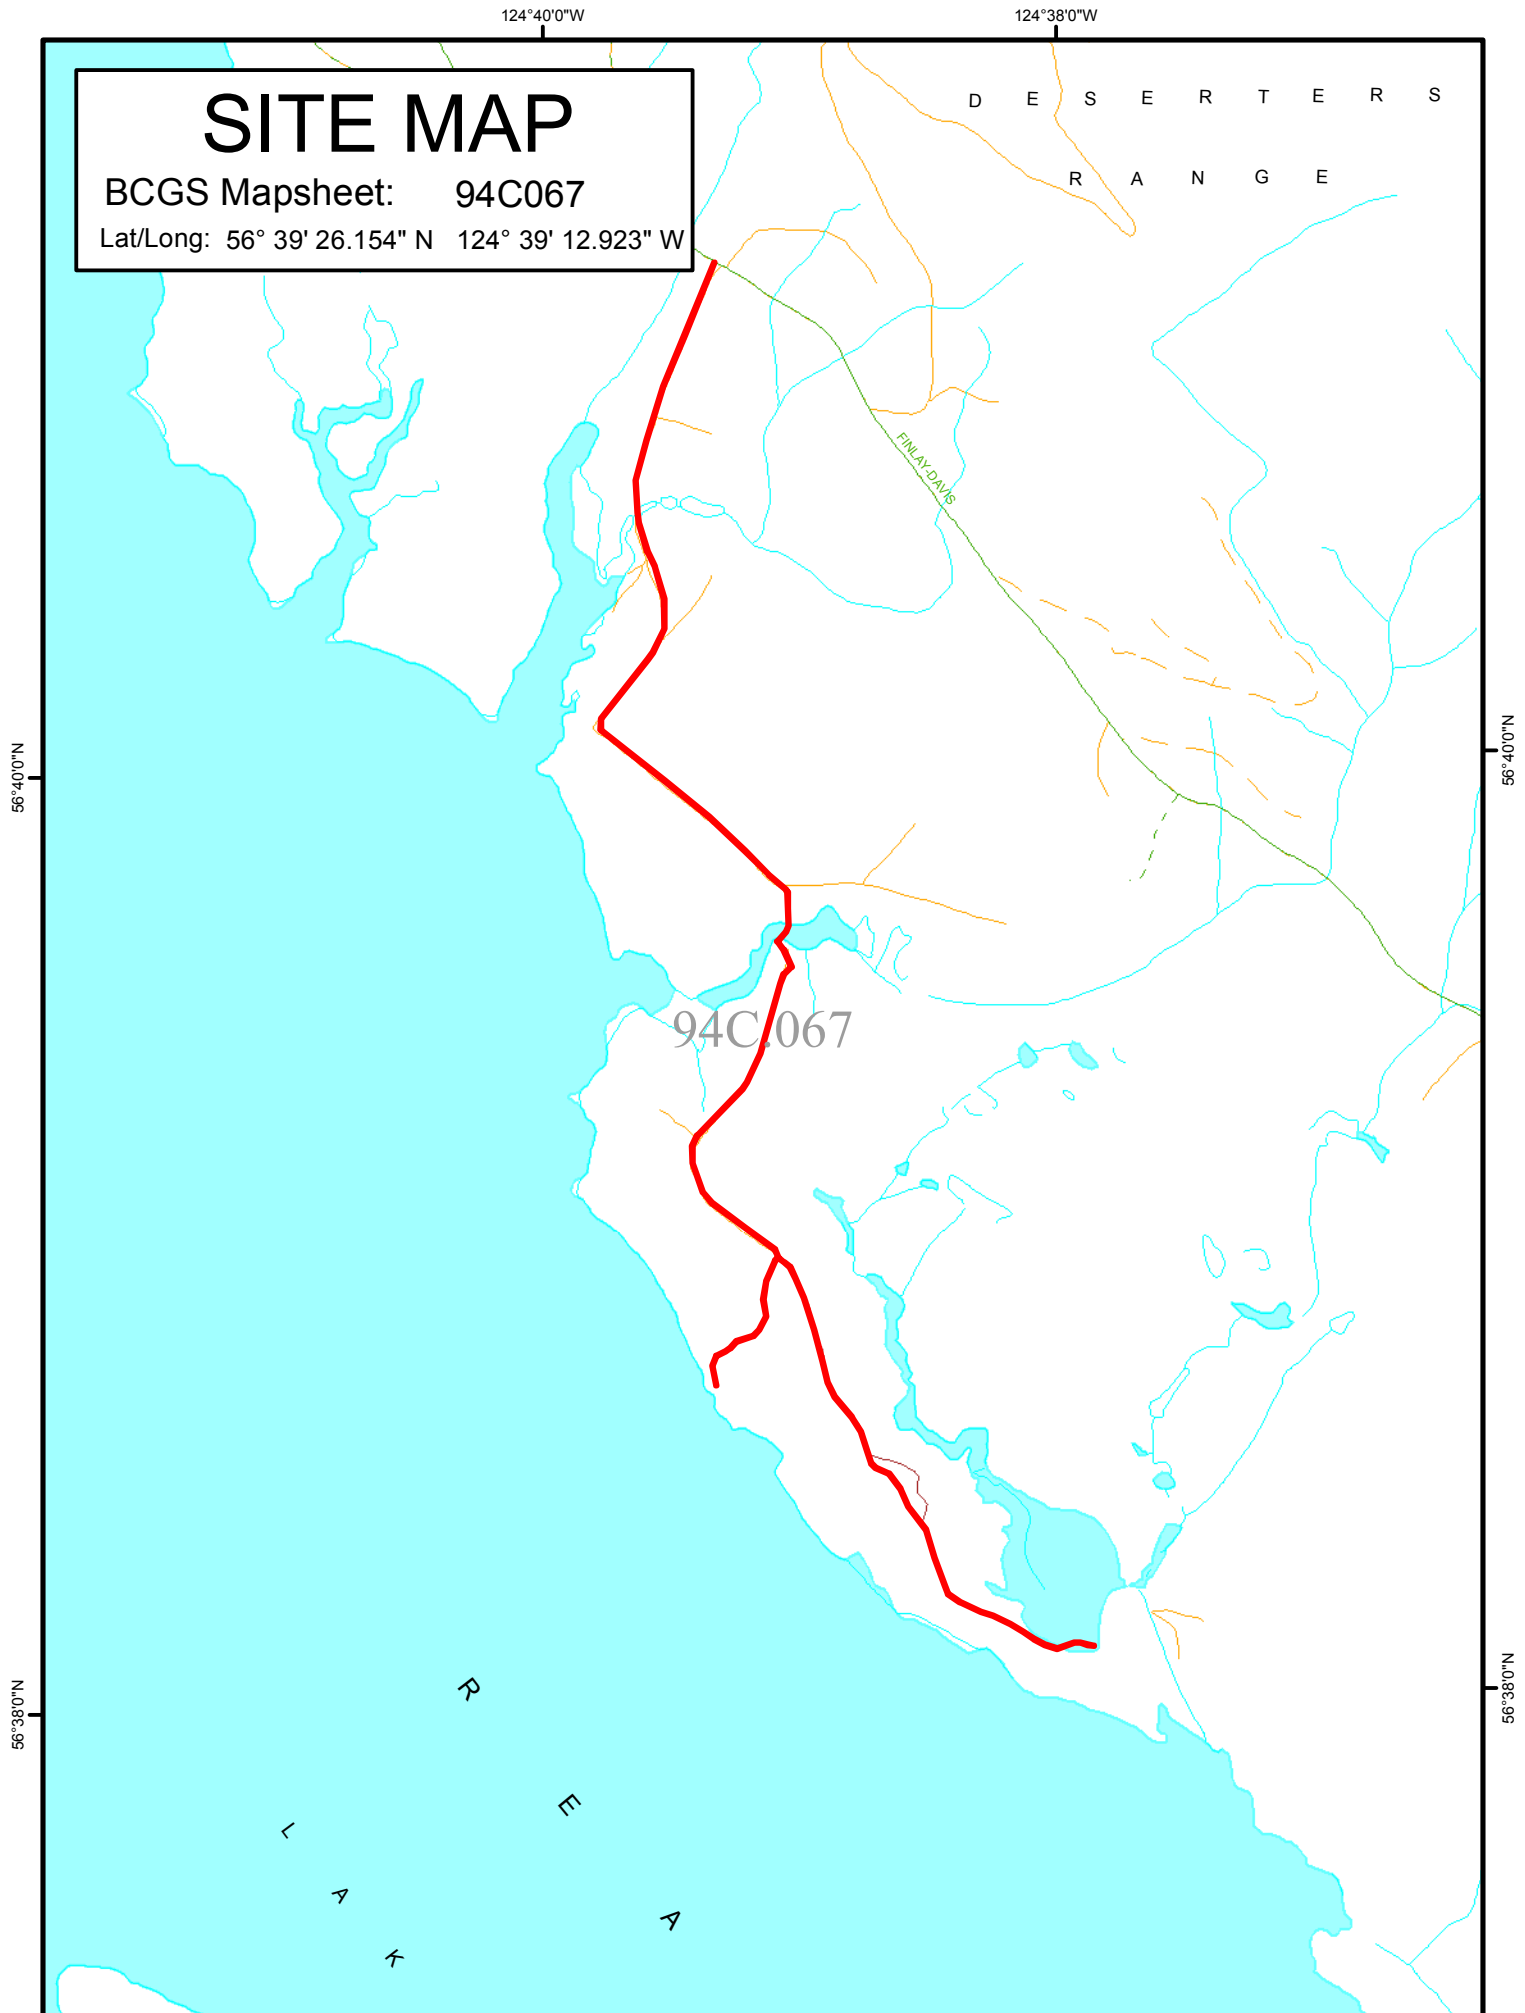 124°40'0"W 124°38'0"W
SITE MAP
BCGS Mapsheet: 94C067
Lat/Long: 56° 39' 26.154" N 124° 39' 12.923" W
D E S E R T E R S
R A N G E
FINLAY-DAVIS
56°40'0"N
56°40'0"N
94C.067
56°38'0"N
56°38'0"N
R E A
L A K